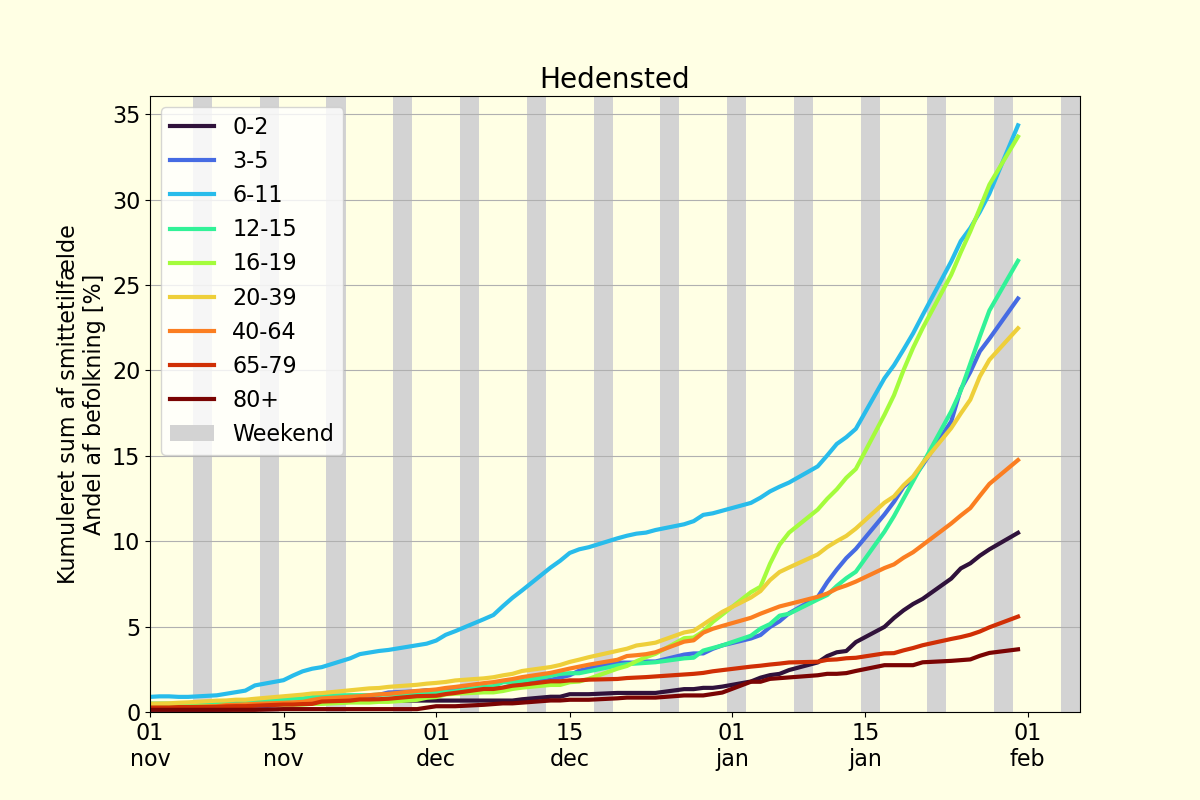 Hedensted
Kumuleret sum af smittetilfælde
Andel af befolkning [%]
35
30
25
20
15
10
5
0
0-2
3-5
6-11
12-15
16-19
20-39
40-64
65-79
80+
Weekend
01 15 01 15 01 15 01
nov nov dec dec jan jan feb